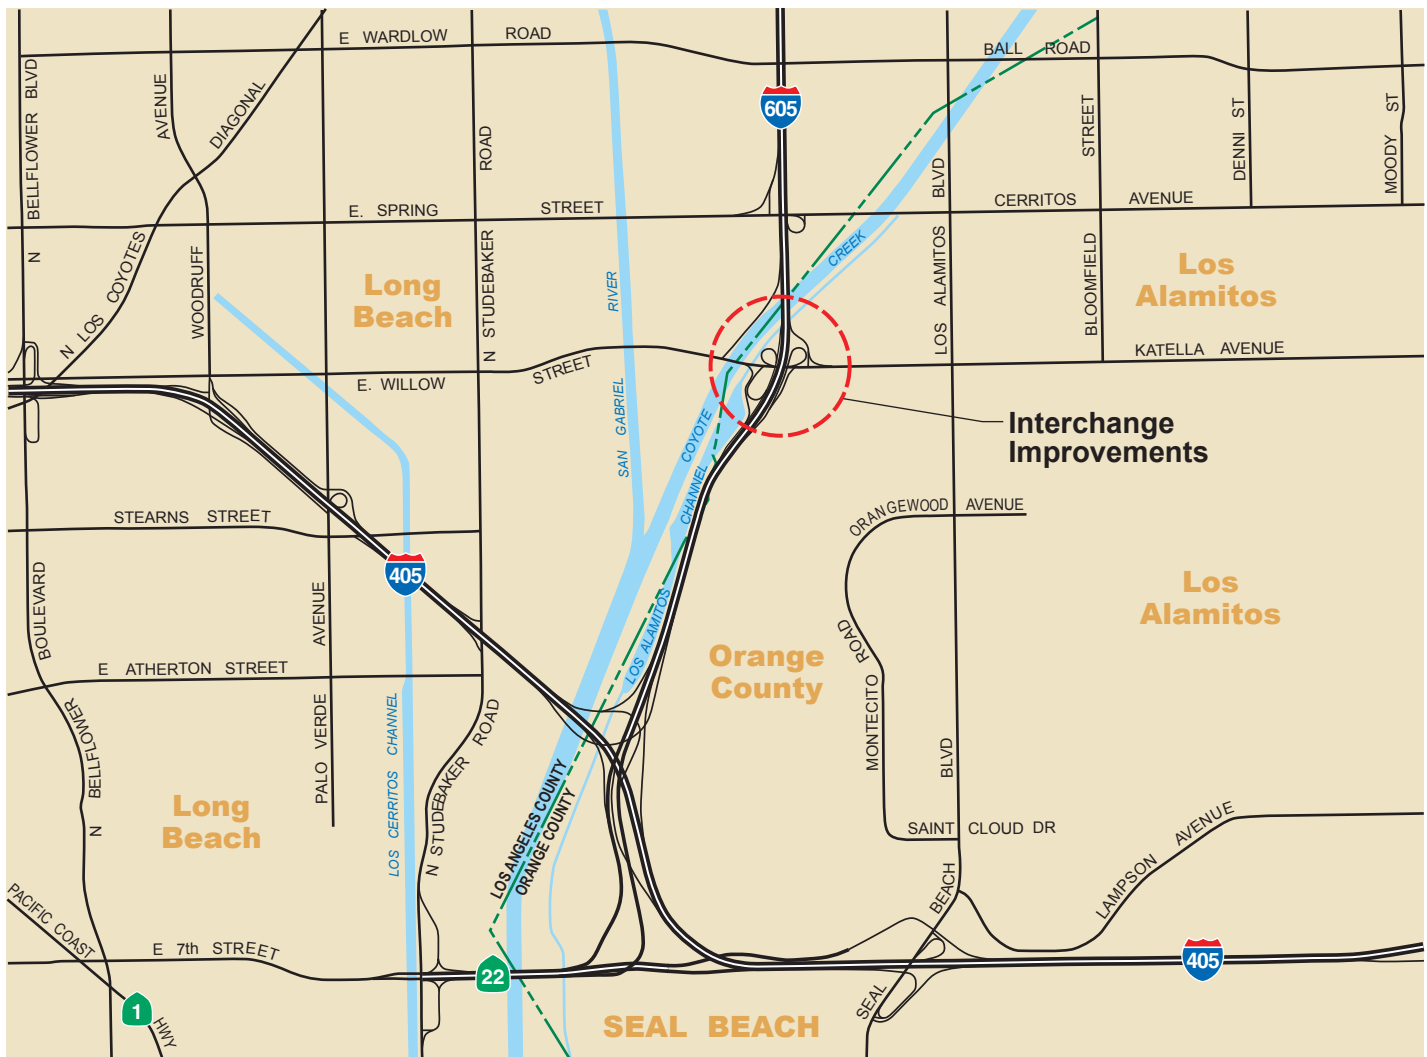 E WARDLOW ROAD
BALL ROAD
N BELLFLOWER BLVD
WOODRUFF AVENUE
N LOS COYOTES DIAGONAL
N STUDEBAKER ROAD
605
LOS ALAMITOS BLVD
BLOOMFIELD STREET
DENNI ST
MOODY ST
E. SPRING STREET
CERRITOS AVENUE
COYOTE CREEK
SAN GABRIEL RIVER
Long
Beach
Los
Alamitos
E. WILLOW STREET
KATELLA AVENUE
Interchange
Improvements
LOS ALAMITOS CHANNEL
STEARNS STREET
ORANGEWOOD AVENUE
405
Los
Alamitos
Orange
County
E ATHERTON STREET
N BELLFLOWER BOULEVARD
PALO VERDE AVENUE
LOS CERRITOS CHANNEL
N STUDEBAKER ROAD
MONTECITO ROAD
SEAL BEACH BLVD
LOS ANGELES COUNTY
ORANGE COUNTY
Long
Beach
SAINT CLOUD DR
LAMPSON AVENUE
PACIFIC COAST HWY
E 7th STREET
22
405
1
SEAL BEACH